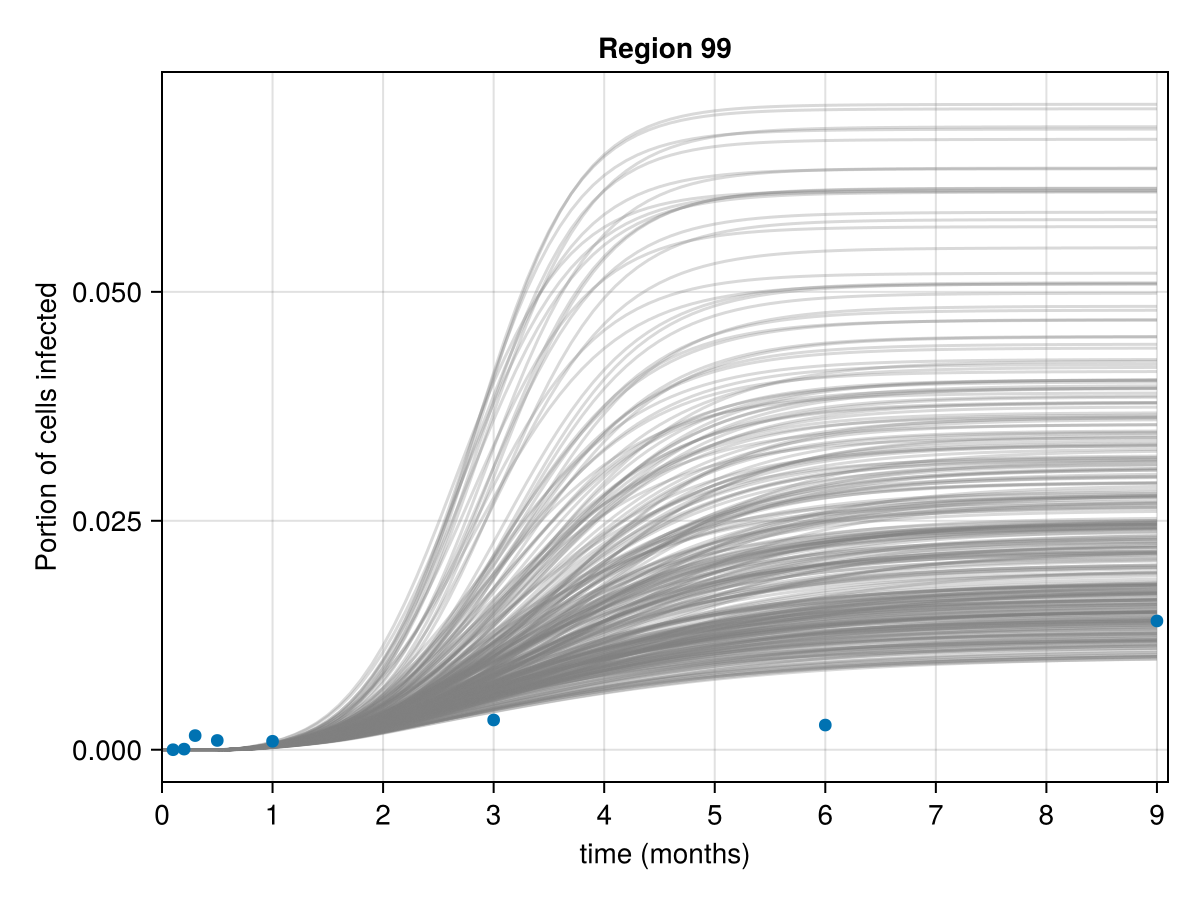 Region 99
Portion of cells infected
0.050
0.025
0.000
0 1 2 3 4 5 6 7 8 9
time (months)